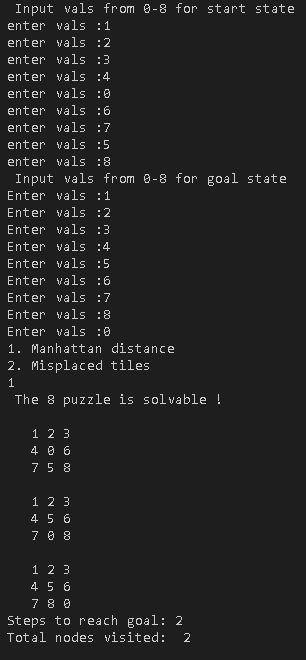 Input vals from 0-8 for start state
enter vals :1
enter vals :2
enter vals :3
enter vals :4
enter vals :0
enter vals :6
enter vals :7
enter vals :5
enter vals :8
Input vals from 0-8 for goal state
Enter vals :1
Enter vals :2
Enter vals :3
Enter vals :4
Enter vals :5
Enter vals :6
Enter vals :7
Enter vals :8
Enter vals :0
1. Manhattan distance
2. Misplaced tiles
1
The 8 puzzle is solvable !
1 2 3
4 0 6
7 5 8
1 2 3
4 5 6
7 0 8
1 2 3
4 5 6
7 8 0
Steps to reach goal: 2
Total nodes visited:  2